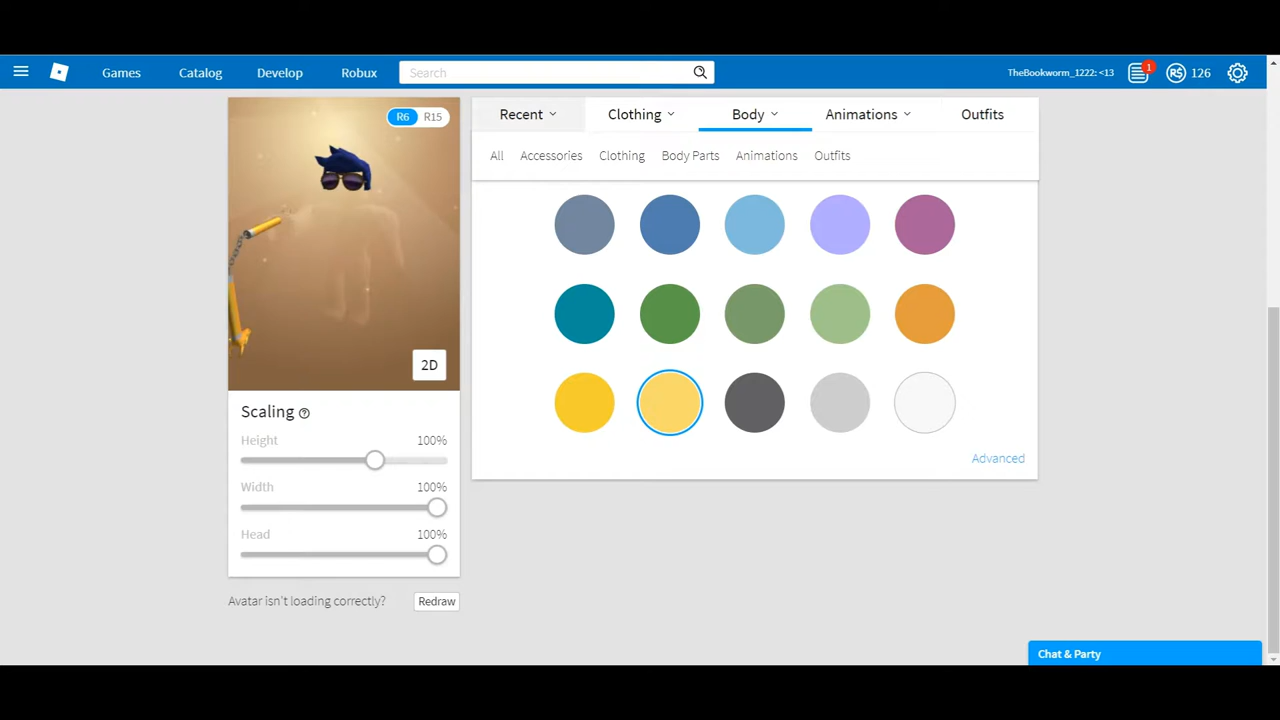 Games Catalog Develop Robux Search TheBookworm_1222: <13 1 R$ 126
R6 R15
Recent Clothing Body Animations Outfits
All Accessories Clothing Body Parts Animations Outfits
2D
Scaling ?
Height 100%
Width 100%
Head 100%
Advanced
Avatar isn't loading correctly? Redraw
Chat & Party